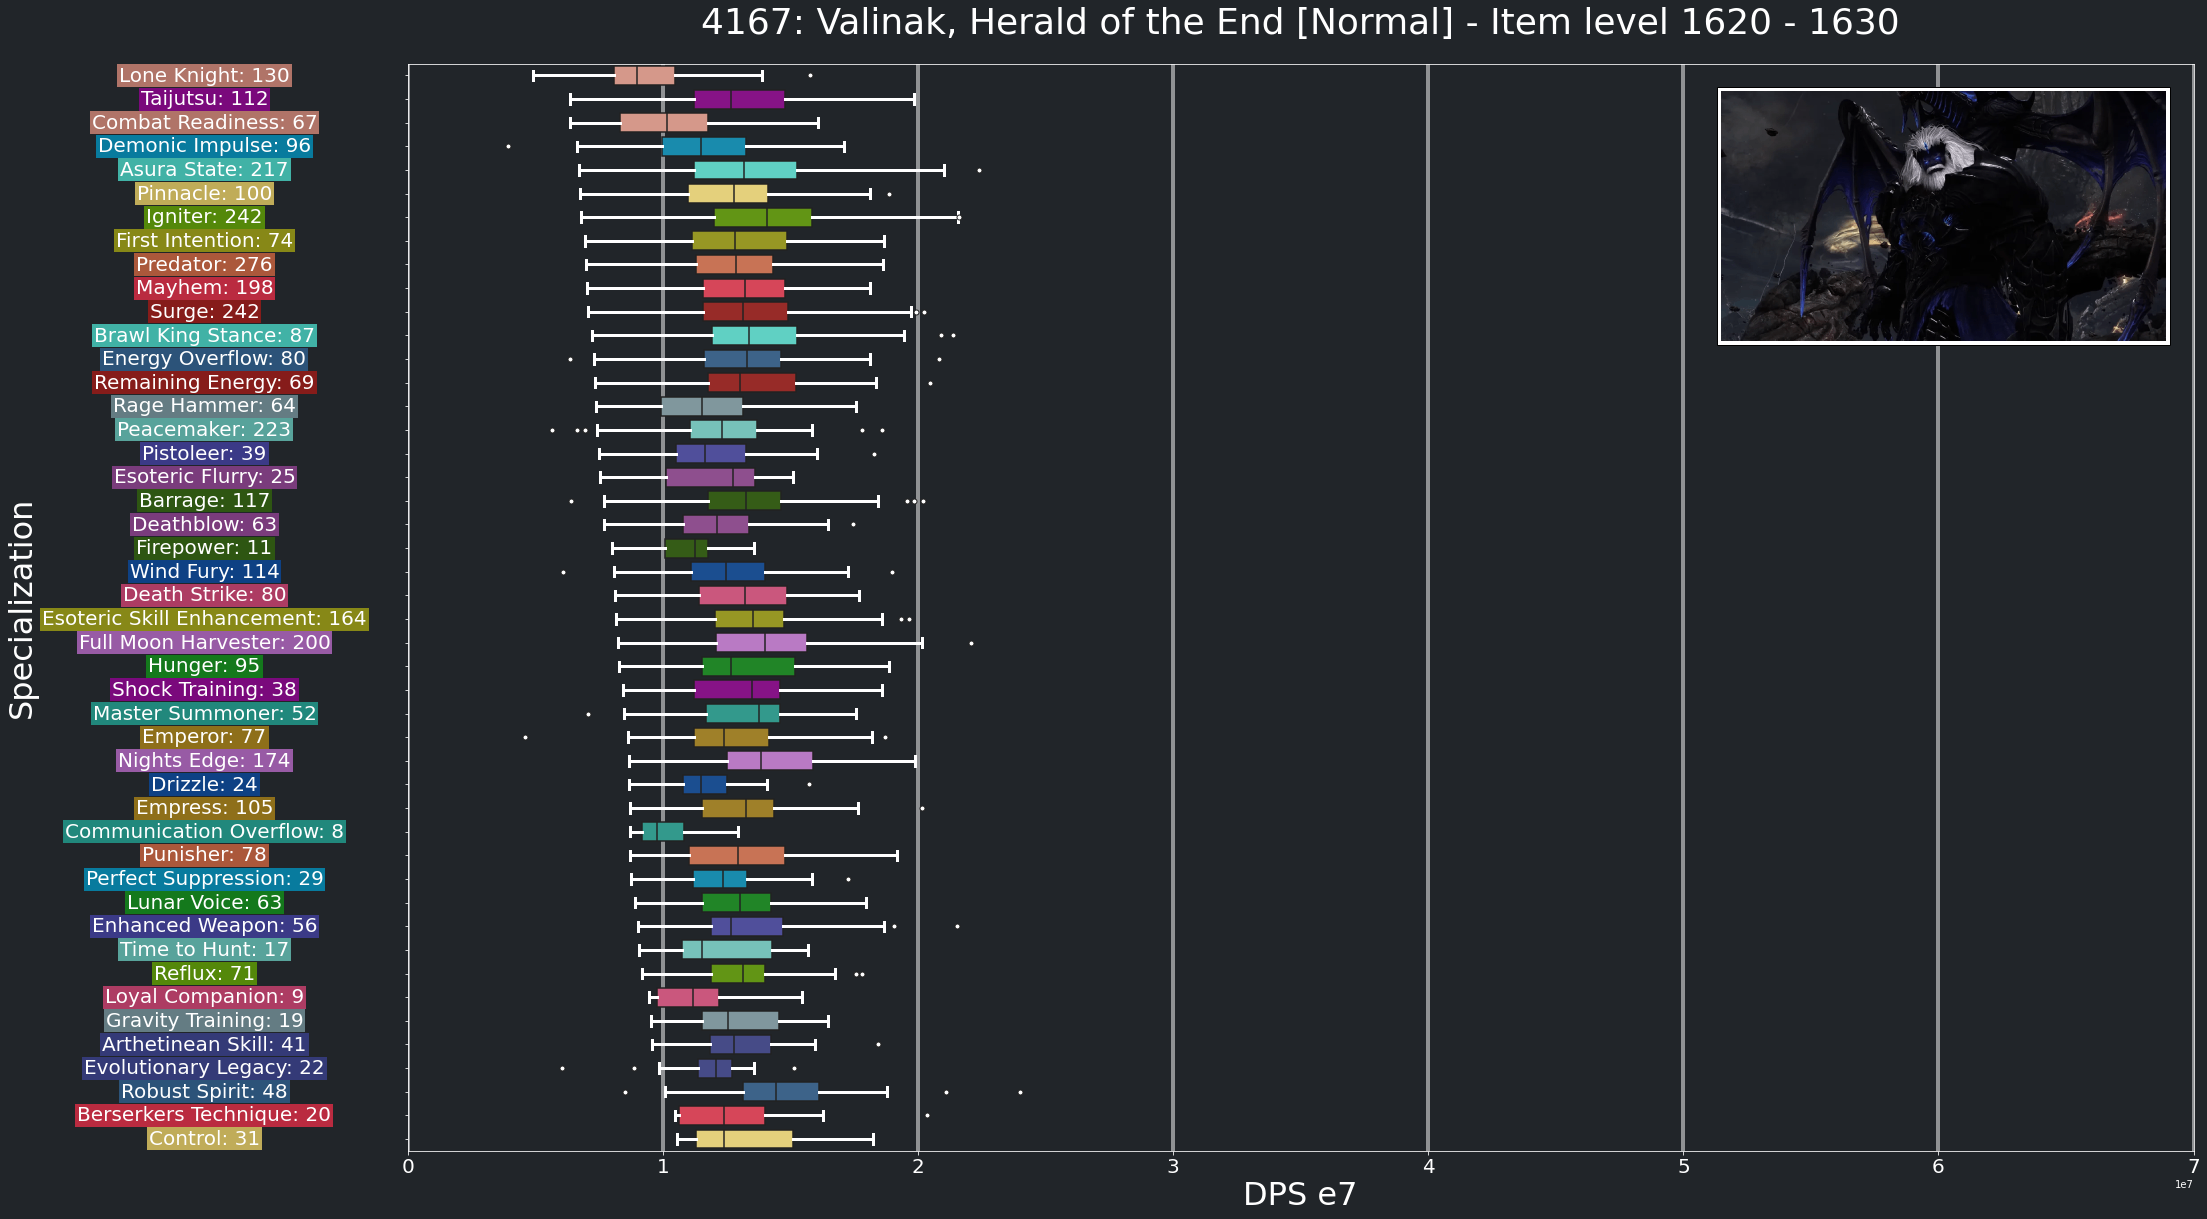 4167: Valinak, Herald of the End [Normal] - Item level 1620 - 1630
Specialization
Lone Knight: 130
Taijutsu: 112
Combat Readiness: 67
Demonic Impulse: 96
Asura State: 217
Pinnacle: 100
Igniter: 242
First Intention: 74
Predator: 276
Mayhem: 198
Surge: 242
Brawl King Stance: 87
Energy Overflow: 80
Remaining Energy: 69
Rage Hammer: 64
Peacemaker: 223
Pistoleer: 39
Esoteric Flurry: 25
Barrage: 117
Deathblow: 63
Firepower: 11
Wind Fury: 114
Death Strike: 80
Esoteric Skill Enhancement: 164
Full Moon Harvester: 200
Hunger: 95
Shock Training: 38
Master Summoner: 52
Emperor: 77
Nights Edge: 174
Drizzle: 24
Empress: 105
Communication Overflow: 8
Punisher: 78
Perfect Suppression: 29
Lunar Voice: 63
Enhanced Weapon: 56
Time to Hunt: 17
Reflux: 71
Loyal Companion: 9
Gravity Training: 19
Arthetinean Skill: 41
Evolutionary Legacy: 22
Robust Spirit: 48
Berserkers Technique: 20
Control: 31
0 1 2 3 4 5 6 7
1e7
DPS e7